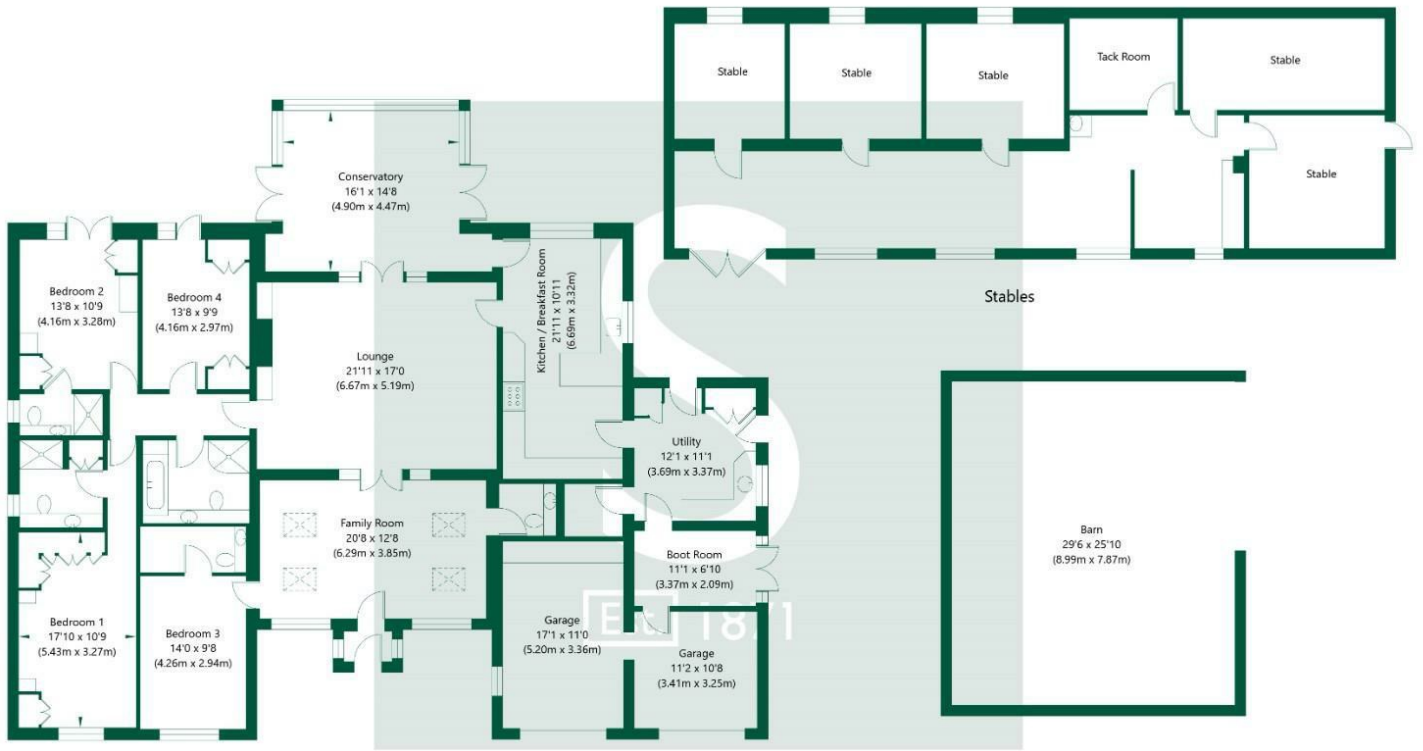 Stable
Stable
Stable
Tack Room
Stable
Stable
Stables
Conservatory
16'1 x 14'8
(4.90m x 4.47m)
Bedroom 2
13'8 x 10'9
(4.16m x 3.28m)
Bedroom 4
13'8 x 9'9
(4.16m x 2.97m)
Lounge
21'11 x 17'0
(6.67m x 5.19m)
Kitchen / Breakfast Room
21'11 x 10'11
(6.69m x 3.32m)
Utility
12'1 x 11'1
(3.69m x 3.37m)
Family Room
20'8 x 12'8
(6.29m x 3.85m)
Boot Room
11'1 x 6'10
(3.37m x 2.09m)
Bedroom 1
17'10 x 10'9
(5.43m x 3.27m)
Bedroom 3
14'0 x 9'8
(4.26m x 2.94m)
Garage
17'1 x 11'0
(5.20m x 3.36m)
Garage
11'2 x 10'8
(3.41m x 3.25m)
Barn
29'6 x 25'10
(8.99m x 7.87m)
S
Est. 1871